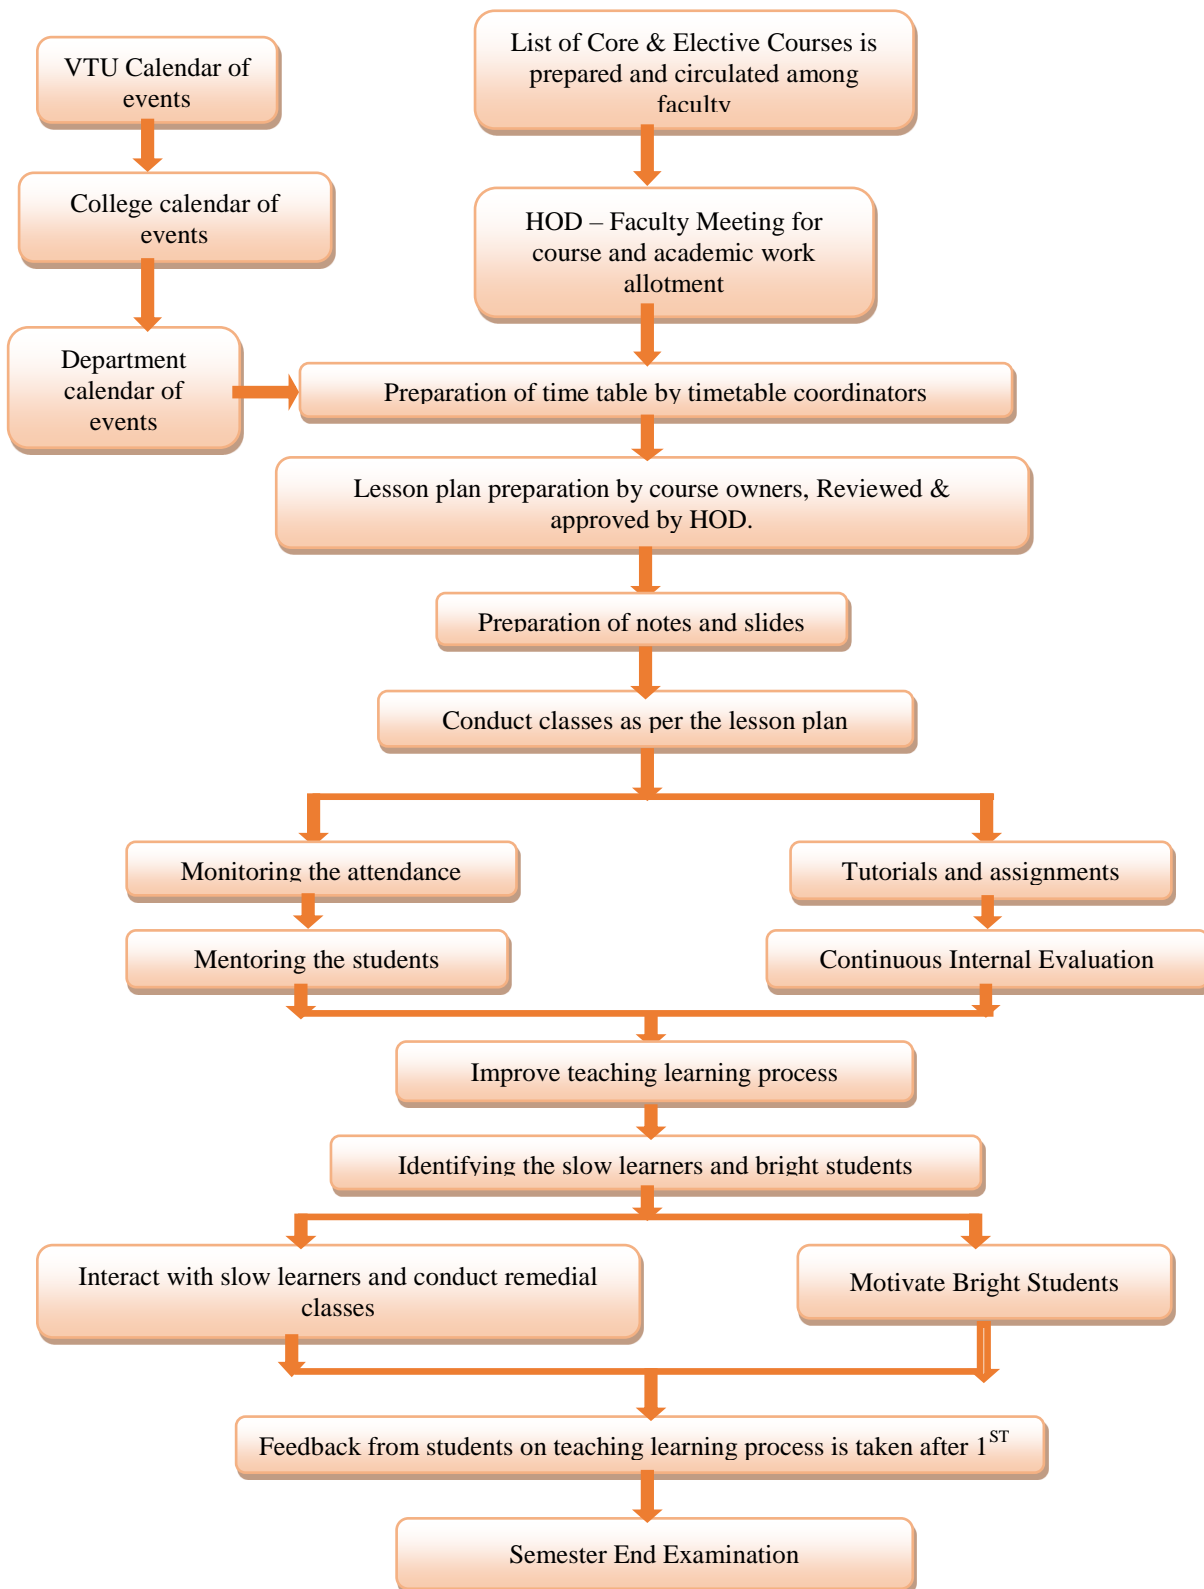 VTU Calendar of
events
List of Core & Elective Courses is
prepared and circulated among
faculty
College calendar of
events
HOD – Faculty Meeting for
course and academic work
allotment
Department
calendar of
events
Preparation of time table by timetable coordinators
Lesson plan preparation by course owners, Reviewed &
approved by HOD.
Preparation of notes and slides
Conduct classes as per the lesson plan
Monitoring the attendance
Tutorials and assignments
Mentoring the students
Continuous Internal Evaluation
Improve teaching learning process
Identifying the slow learners and bright students
Interact with slow learners and conduct remedial
classes
Motivate Bright Students
Feedback from students on teaching learning process is taken after 1ST
Semester End Examination